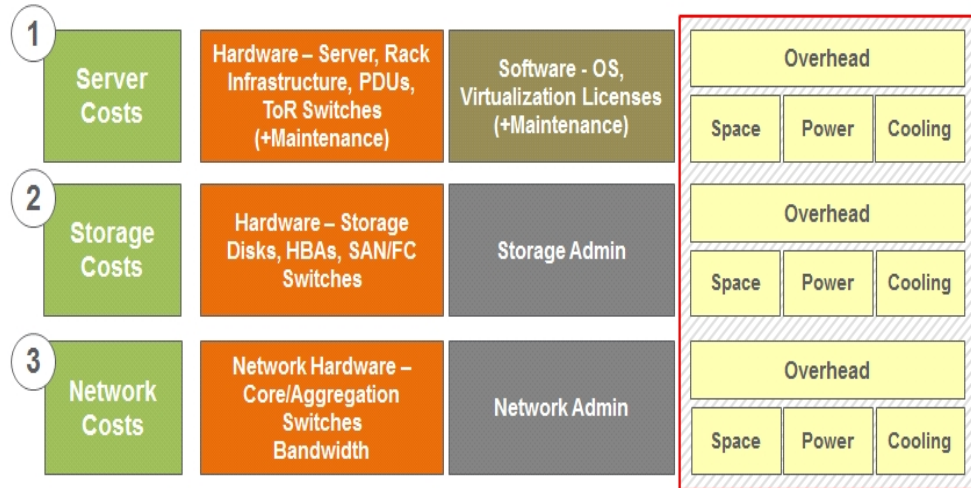 1
Server
Costs
Hardware – Server, Rack
Infrastructure, PDUs,
ToR Switches
(+Maintenance)
Software - OS,
Virtualization Licenses
(+Maintenance)
Overhead
Space
Power
Cooling
2
Storage
Costs
Hardware – Storage
Disks, HBAs, SAN/FC
Switches
Storage Admin
Overhead
Space
Power
Cooling
3
Network
Costs
Network Hardware –
Core/Aggregation
Switches
Bandwidth
Network Admin
Overhead
Space
Power
Cooling